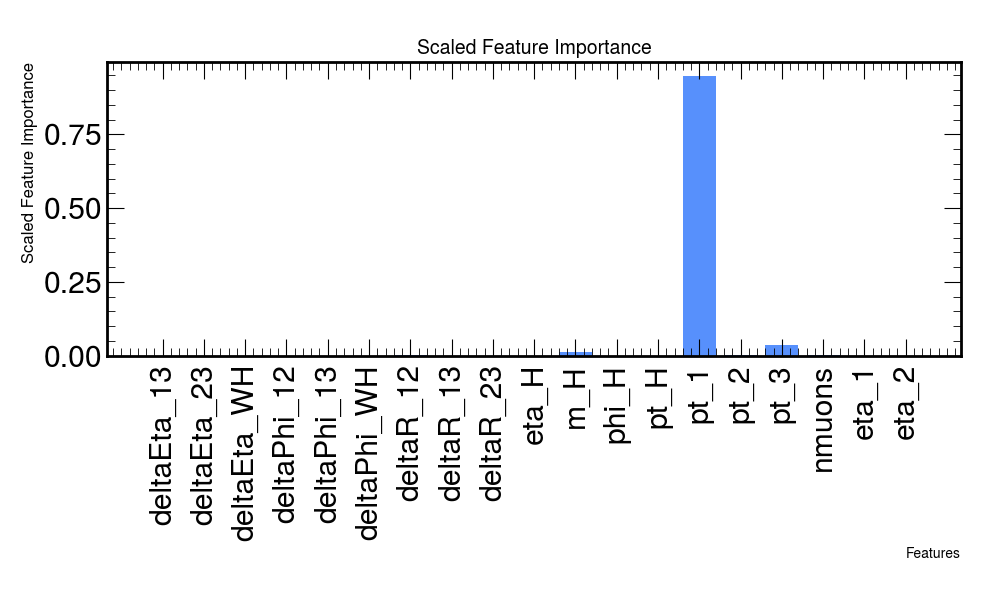 Scaled Feature Importance
Scaled Feature Importance
0.75
0.50
0.25
0.00
deltaEta_13
deltaEta_23
deltaEta_WH
deltaPhi_12
deltaPhi_13
deltaPhi_WH
deltaR_12
deltaR_13
deltaR_23
eta_H
m_H
phi_H
pt_H
pt_1
pt_2
pt_3
nmuons
eta_1
eta_2
Features